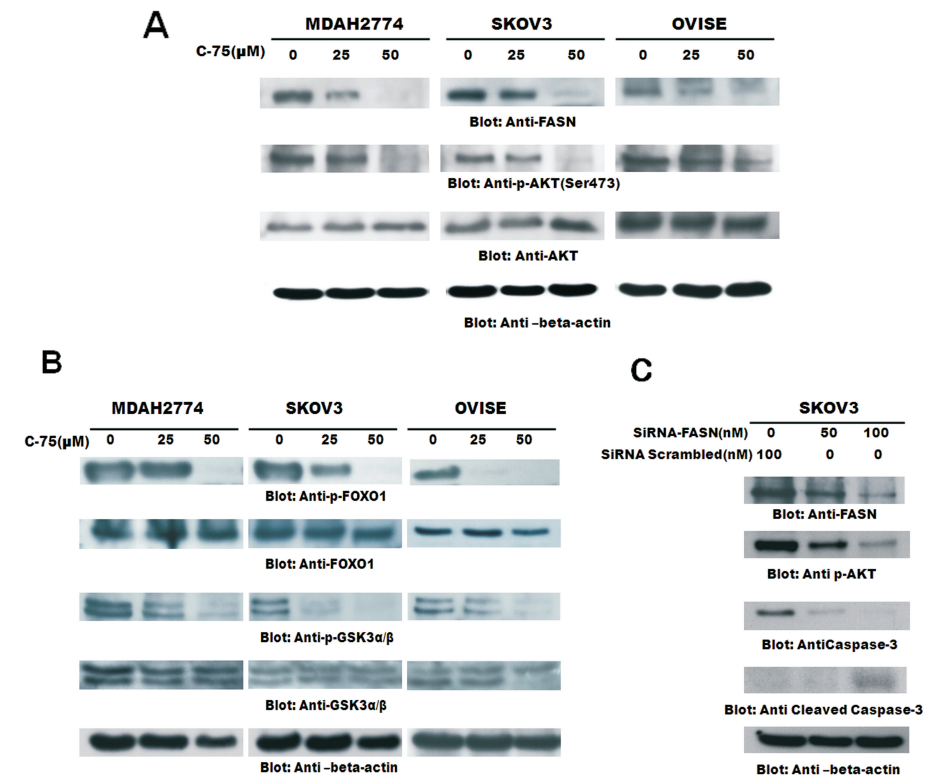 A
MDAH2774 SKOV3 OVISE
C-75(µM) 0 25 50 0 25 50 0 25 50
Blot: Anti-FASN
Blot: Anti-p-AKT(Ser473)
Blot: Anti-AKT
Blot: Anti –beta-actin
B
MDAH2774 SKOV3 OVISE
C-75(µM) 0 25 50 0 25 50 0 25 50
Blot: Anti-p-FOXO1
Blot: Anti-FOXO1
Blot: Anti-p-GSK3α/β
Blot: Anti-GSK3α/β
Blot: Anti –beta-actin
C
SKOV3
SiRNA-FASN(nM) 0 50 100
SiRNA Scrambled(nM) 100 0 0
Blot: Anti-FASN
Blot: Anti p-AKT
Blot: AntiCaspase-3
Blot: Anti Cleaved Caspase-3
Blot: Anti –beta-actin